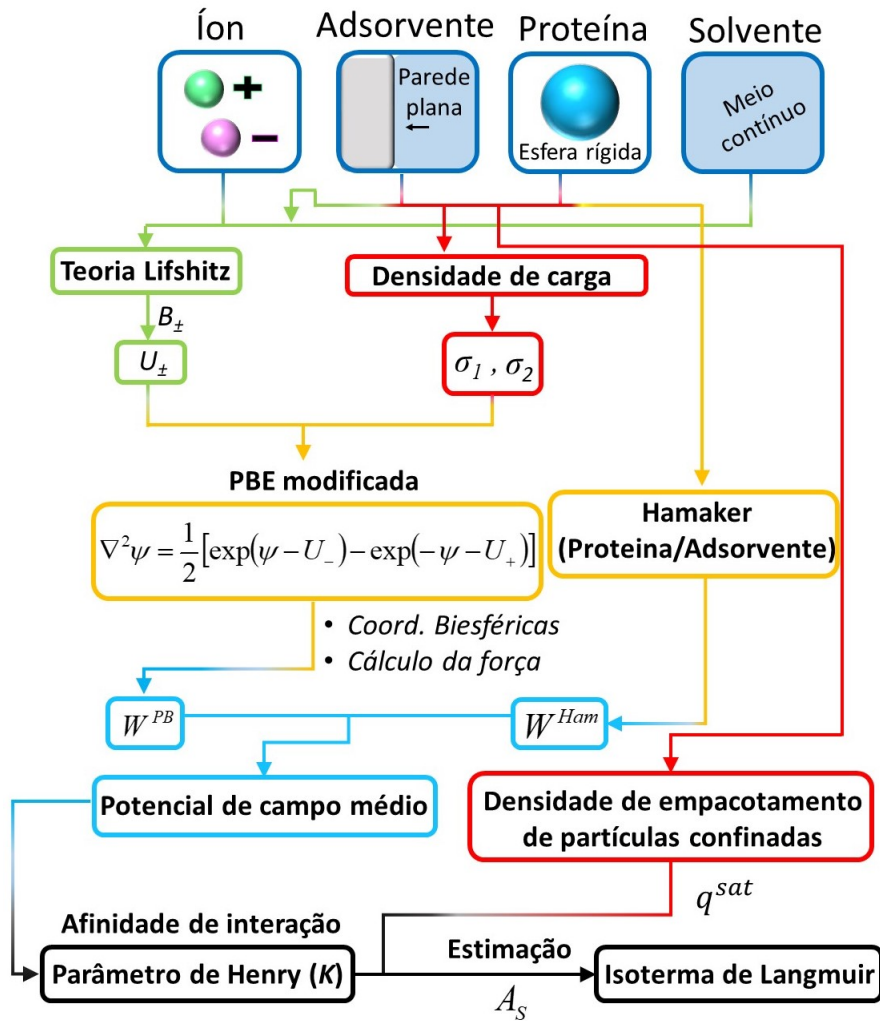 Íon
Adsorvente
Proteína
Solvente
+
−
Parede
plana
←
Esfera rígida
Meio
contínuo
Teoria Lifshitz
Densidade de carga
B±
U±
σ1 , σ2
PBE modificada
∇²ψ = 1/2 [exp(ψ − U₋) − exp(−ψ − U₊)]
Hamaker
(Proteina/Adsorvente)
• Coord. Biesféricas
• Cálculo da força
W^PB
W^Ham
Potencial de campo médio
Densidade de empacotamento
de partículas confinadas
q^sat
Afinidade de interação
Parâmetro de Henry (K)
Estimação
A_S
Isoterma de Langmuir